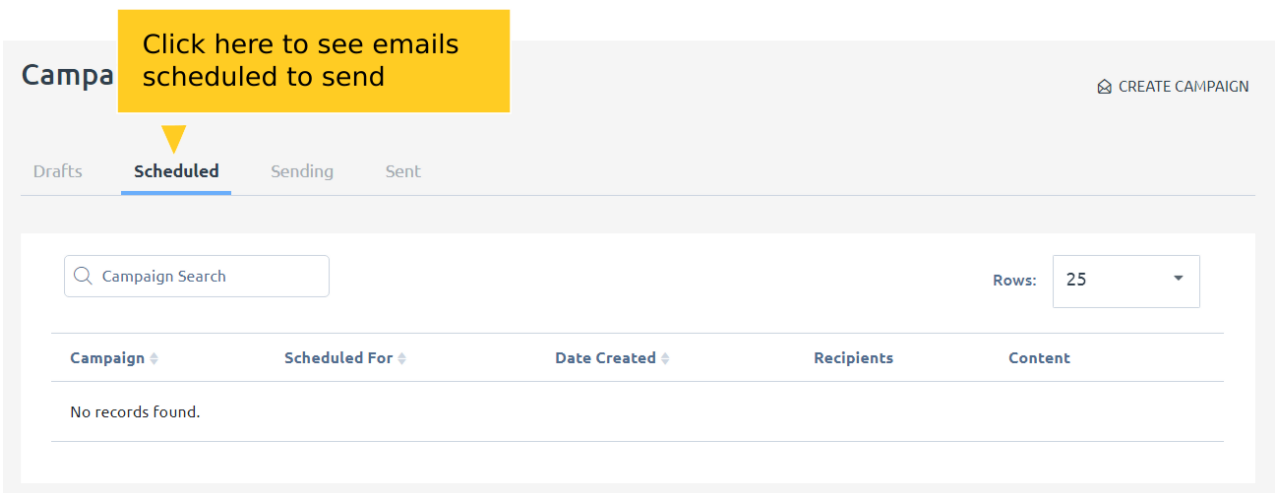 Click here to see emails
scheduled to send
Campa
CREATE CAMPAIGN
Drafts Scheduled Sending Sent
Campaign Search
Rows: 25
Campaign Scheduled For Date Created Recipients Content
No records found.